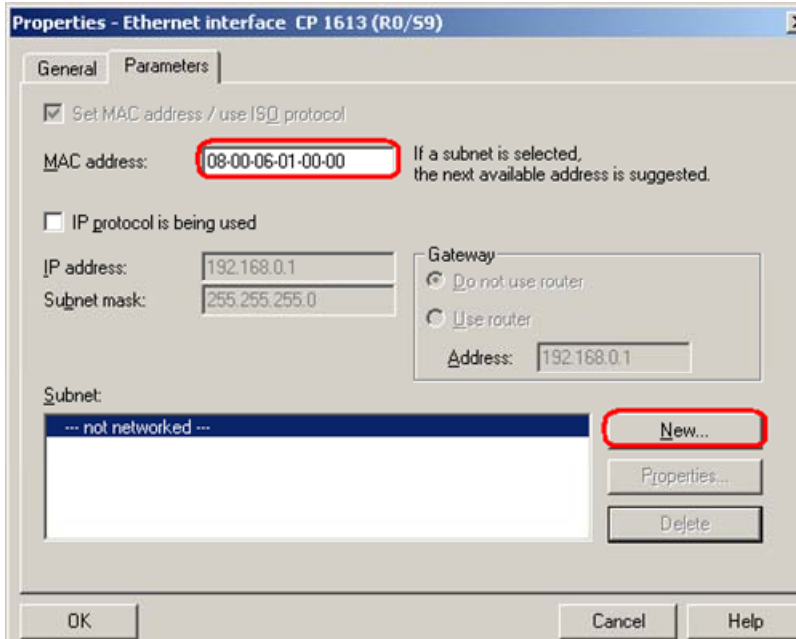 Properties - Ethernet interface CP 1613 (R0/S9)
General Parameters
Set MAC address / use ISO protocol
MAC address: 08-00-06-01-00-00
If a subnet is selected,
the next available address is suggested.
IP protocol is being used
IP address: 192.168.0.1
Subnet mask: 255.255.255.0
Gateway
Do not use router
Use router
Address: 192.168.0.1
Subnet:
--- not networked ---
New...
Properties...
Delete
OK Cancel Help